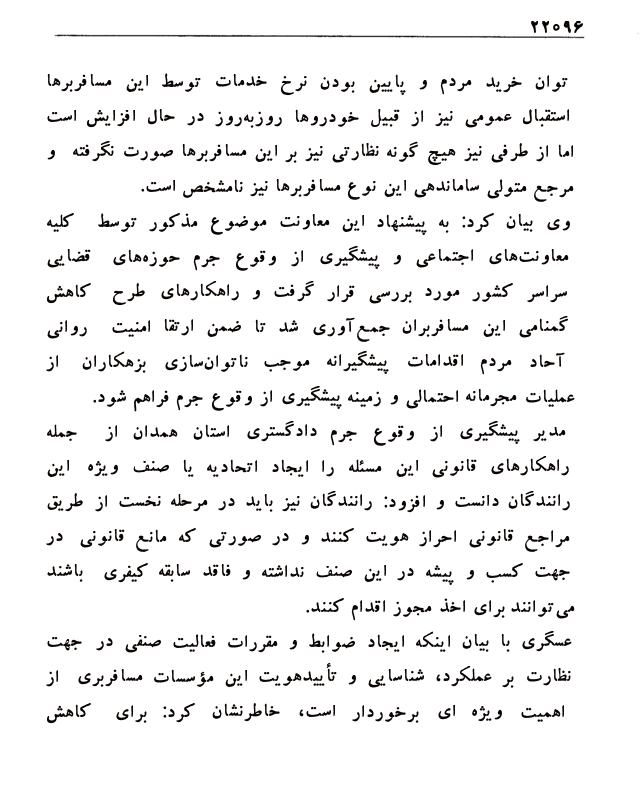 ۲۲۰۹۶
توان خرید مردم و پایین بودن نرخ خدمات توسط این مسافربرها
استقبال عمومی نیز از قبیل خودروها روزبه‌روز در حال افزایش است
اما از طرفی نیز هیچ گونه نظارتی نیز بر این مسافربرها صورت نگرفته و
مرجع متولی ساماندهی این نوع مسافربرها نیز نامشخص است.
وی بیان کرد: به پیشنهاد این معاونت موضوع مذکور توسط کلیه
معاونت‌های اجتماعی و پیشگیری از وقوع جرم حوزه‌های قضایی
سراسر کشور مورد بررسی قرار گرفت و راهکارهای طرح کاهش
گمنامی این مسافربران جمع‌آوری شد تا ضمن ارتقا امنیت روانی
آحاد مردم اقدامات پیشگیرانه موجب ناتوان‌سازی بزهکاران از
عملیات مجرمانه احتمالی و زمینه پیشگیری از وقوع جرم فراهم شود.
مدیر پیشگیری از وقوع جرم دادگستری استان همدان از جمله
راهکارهای قانونی این مسئله را ایجاد اتحادیه یا صنف ویژه این
رانندگان دانست و افزود: رانندگان نیز باید در مرحله نخست از طریق
مراجع قانونی احراز هویت کنند و در صورتی که مانع قانونی در
جهت کسب و پیشه در این صنف نداشته و فاقد سابقه کیفری باشند
می‌توانند برای اخذ مجوز اقدام کنند.
عسگری با بیان اینکه ایجاد ضوابط و مقررات فعالیت صنفی در جهت
نظارت بر عملکرد، شناسایی و تأییدهویت این مؤسسات مسافربری از
اهمیت ویژه ای برخوردار است، خاطرنشان کرد: برای کاهش